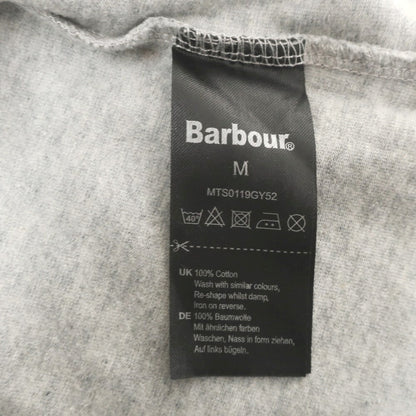 Barbour®
M
MTS0119GY52
40°
UK 100% Cotton
Wash with similar colours,
Re-shape whilst damp,
Iron on reverse.
DE 100% Baumwolle
Mit ähnlichen farben
Waschen, Nass in form ziehen,
Auf links bügeln.